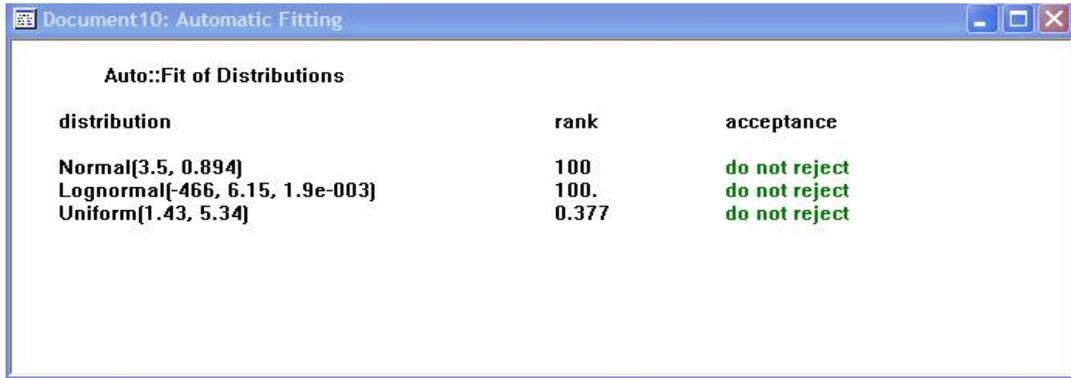 Document10: Automatic Fitting
Auto::Fit of Distributions
distribution rank acceptance
Normal(3.5, 0.894) 100 do not reject
Lognormal(-466, 6.15, 1.9e-003) 100. do not reject
Uniform(1.43, 5.34) 0.377 do not reject